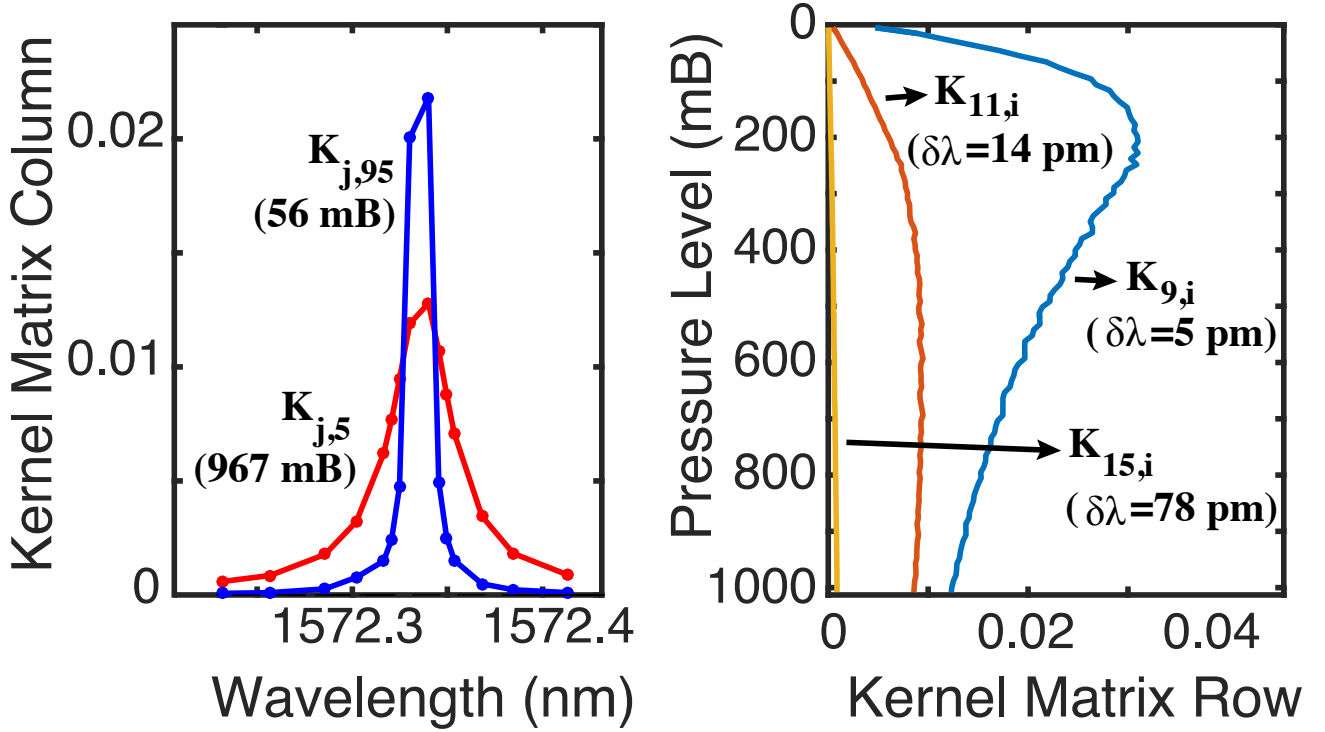 Kernel Matrix Column
0.02
0.01
0
K_j,95
(56 mB)
K_j,5
(967 mB)
1572.3
1572.4
Wavelength (nm)
Pressure Level (mB)
0
200
400
600
800
1000
K_11,i
(δλ=14 pm)
K_9,i
( δλ=5 pm)
K_15,i
( δλ=78 pm)
0
0.02
0.04
Kernel Matrix Row